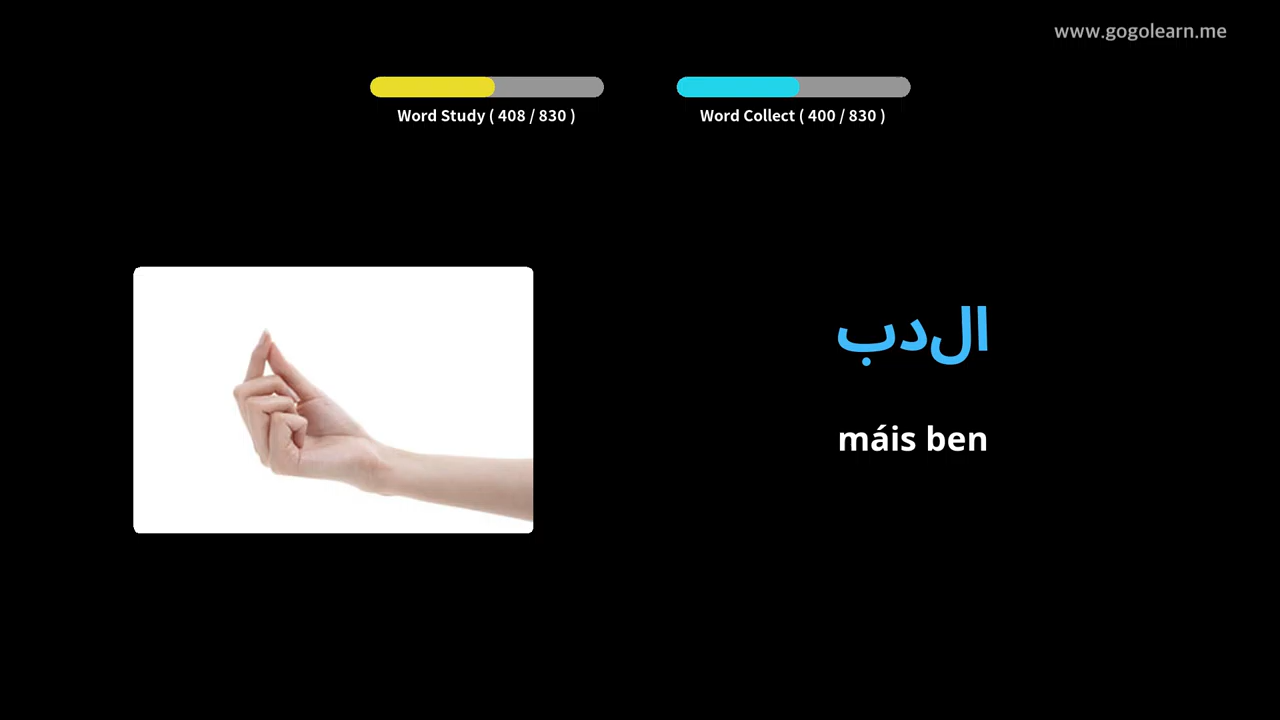 www.gogolearn.me
Word Study ( 408 / 830 )
Word Collect ( 400 / 830 )
الدب
máis ben